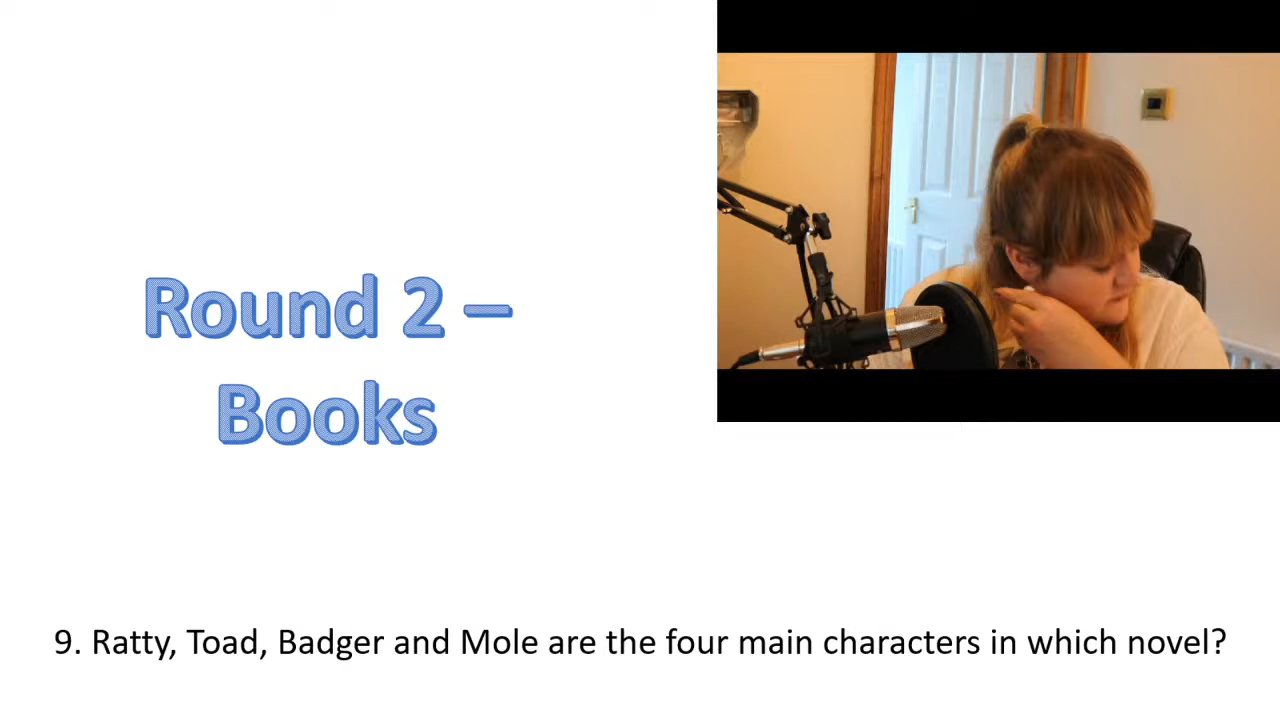 Round 2 –
Books
9. Ratty, Toad, Badger and Mole are the four main characters in which novel?